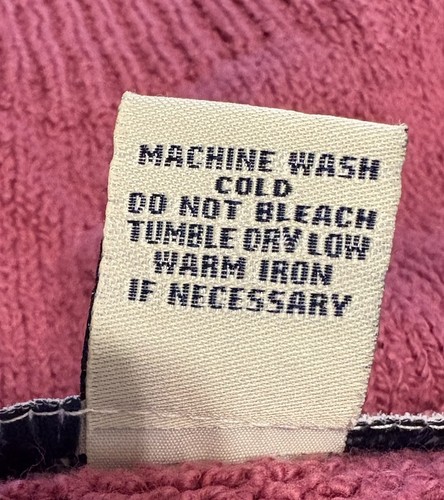 MACHINE WASH
COLD
DO NOT BLEACH
TUMBLE DRY LOW
WARM IRON
IF NECESSARY